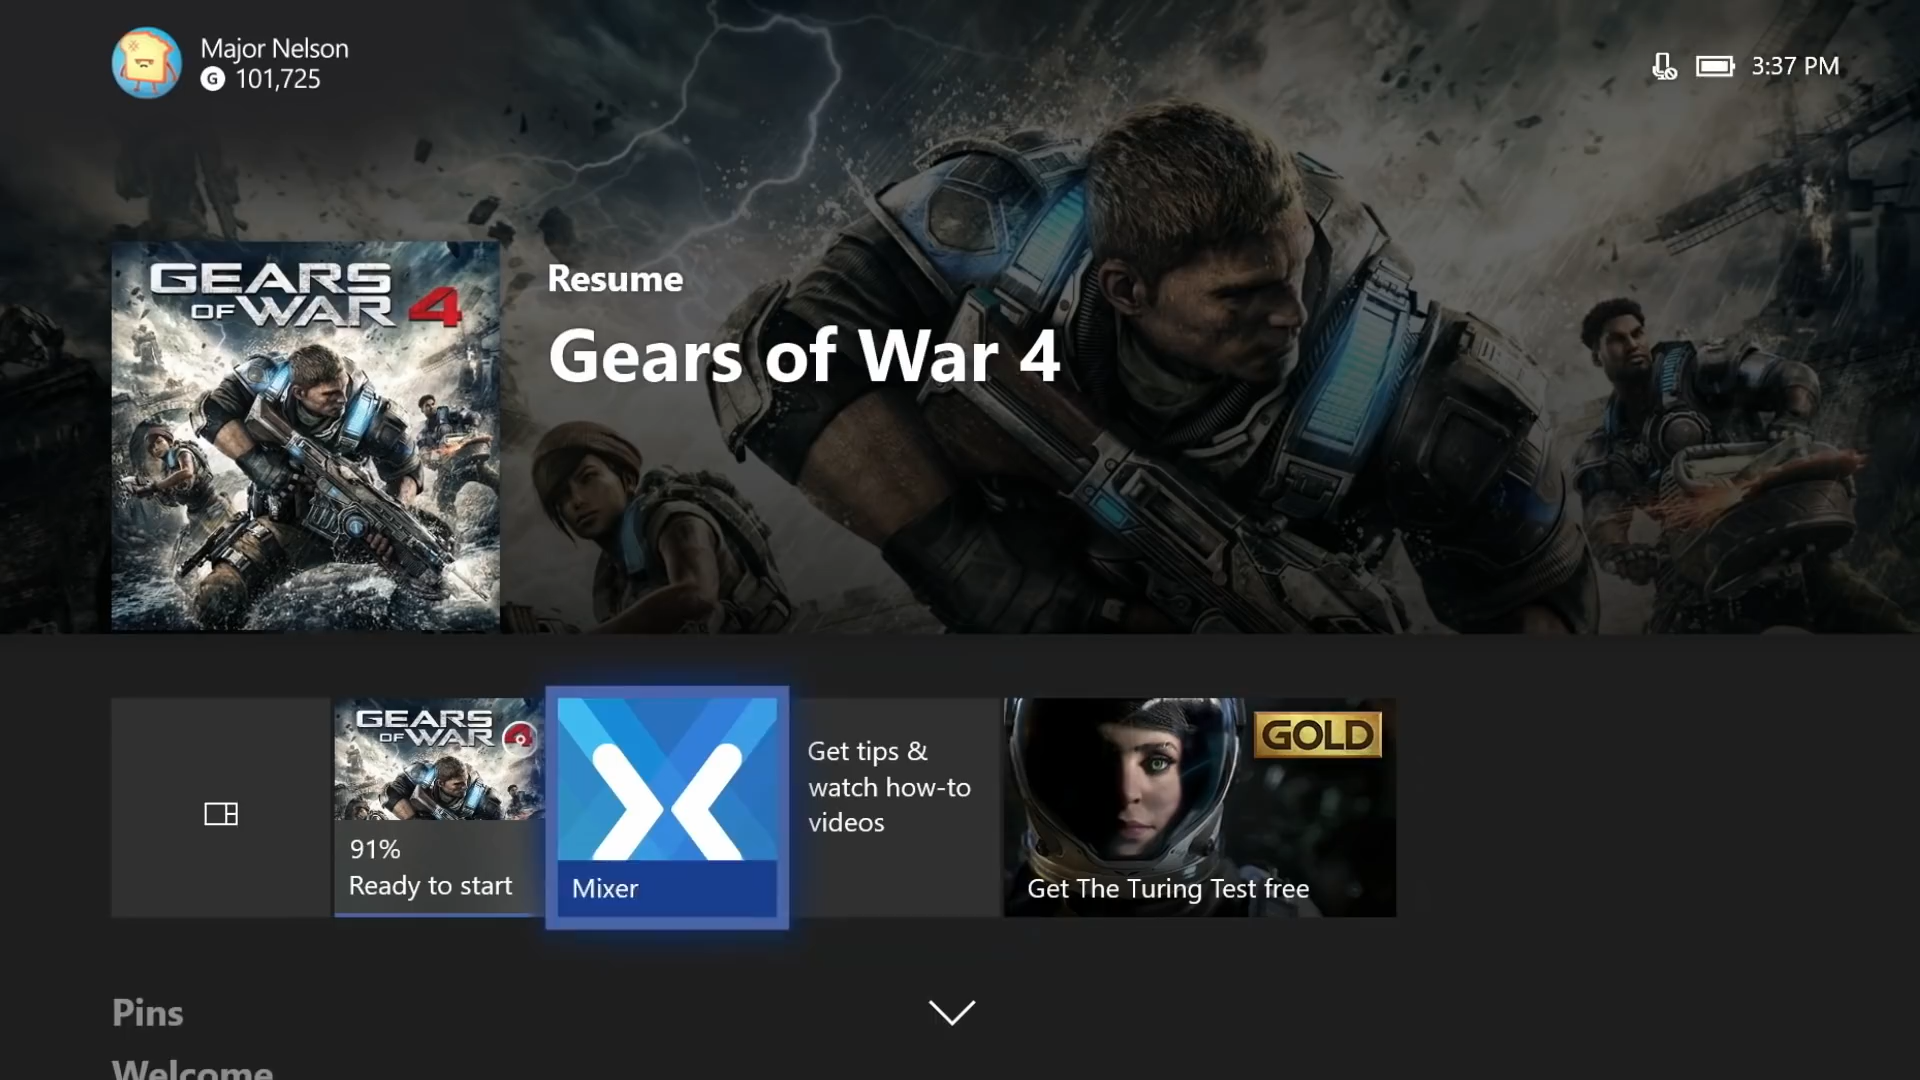 Major Nelson
G 101,725
3:37 PM
GEARS
OF WAR 4
Resume
Gears of War 4
GEARS
OF WAR 4
91%
Ready to start
Mixer
Get tips &
watch how-to
videos
GOLD
Get The Turing Test free
Pins
Welcome